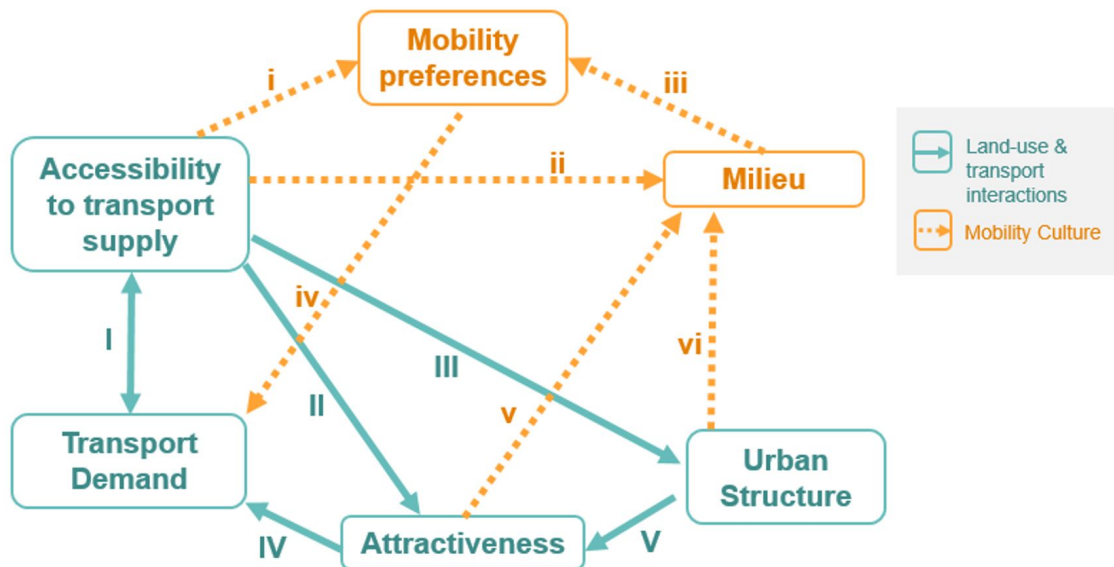 Mobility
preferences
i
iii
Accessibility
to transport
supply
ii
Milieu
Land-use &
transport
interactions
Mobility Culture
iv
I
III
vi
II
v
Transport
Demand
Urban
Structure
IV
Attractiveness
V